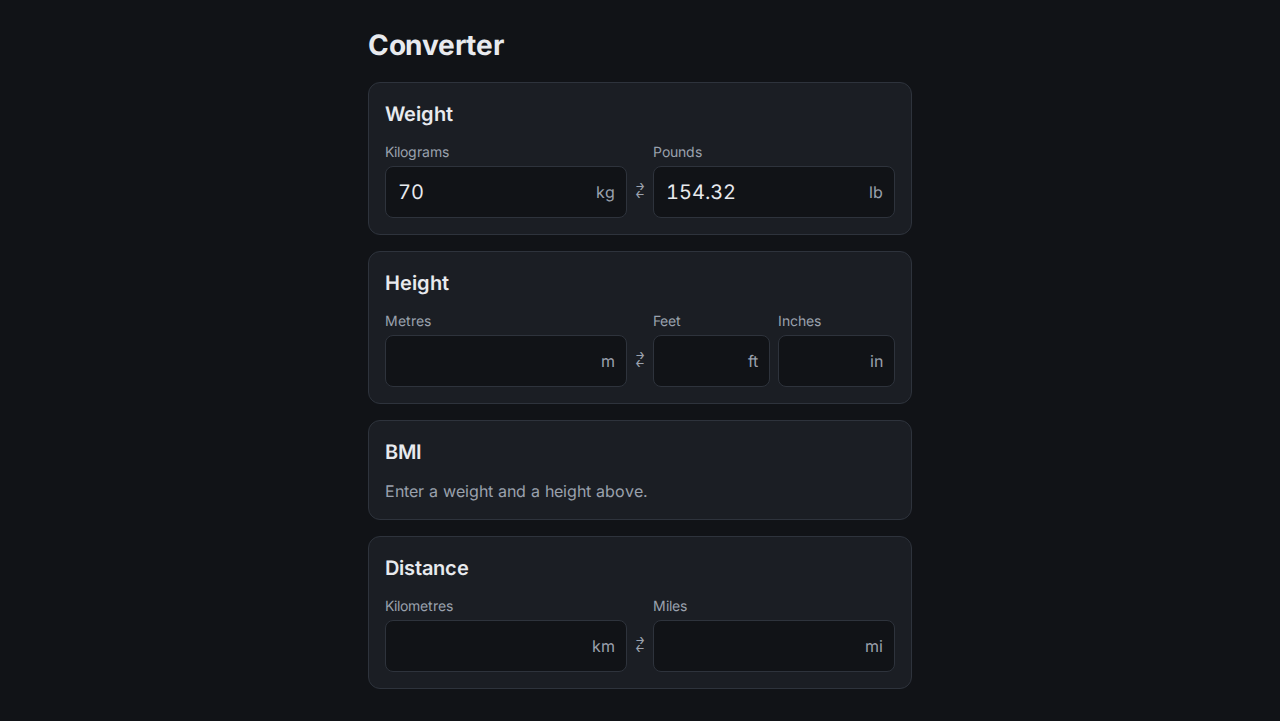 Converter
Weight
Kilograms Pounds
70 kg ⇄ 154.32 lb
Height
Metres Feet Inches
m ⇄ ft in
BMI
Enter a weight and a height above.
Distance
Kilometres Miles
km ⇄ mi